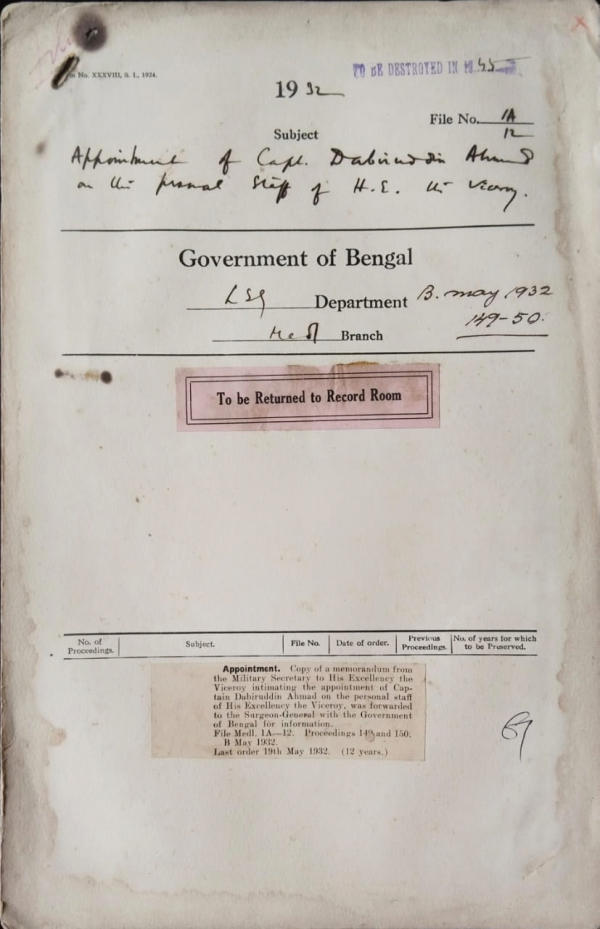 No. XXXVIII, S. I., 1924.
TO BE DESTROYED IN 1945
1932
File No. 1A
12
Subject
Appointment of Capt. Dabiruddin Ahmed
on the personal Staff of H.E. the Viceroy.
Government of Bengal
LSG Department B. May 1932
149-50.
Medl Branch
To be Returned to Record Room
No. of Proceedings. Subject. File No. Date of order. Previous Proceedings. No. of years for which to be Preserved.
Appointment. Copy of a memorandum from
the Military Secretary to His Excellency the
Viceroy intimating the appointment of Cap-
tain Dabiruddin Ahmad on the personal staff
of His Excellency the Viceroy, was forwarded
to the Surgeon-General with the Government
of Bengal for information.
File Medl. 1A—12. Proceedings 149 and 150.
B May 1932.
Last order 19th May 1932. (12 years.)